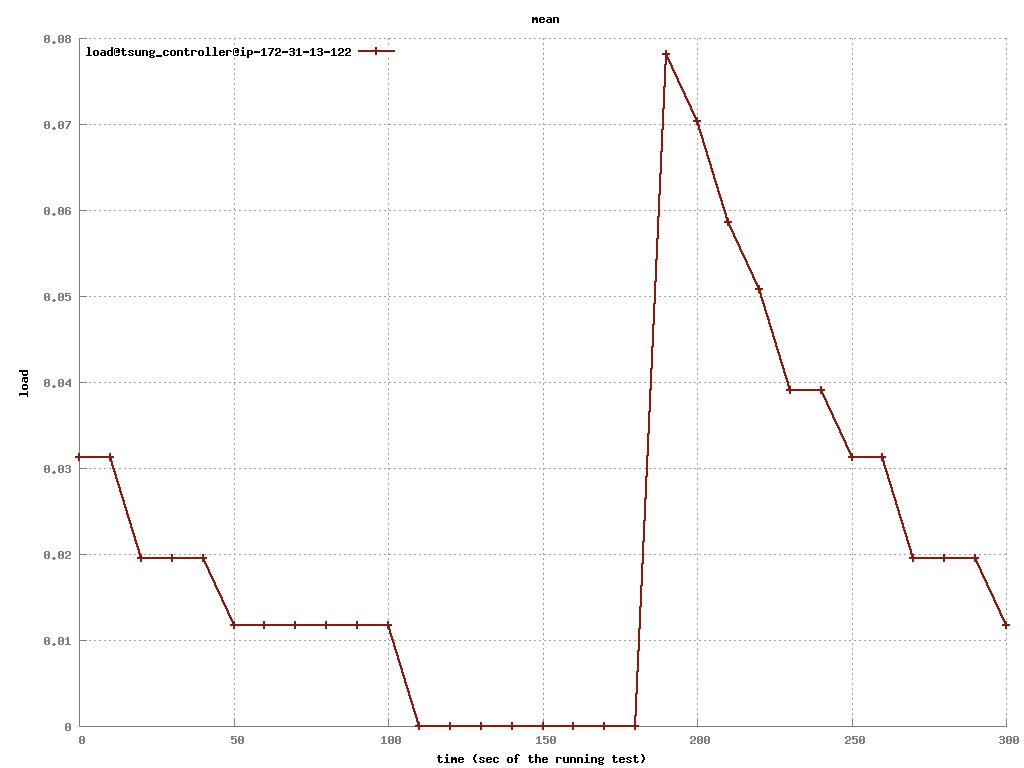 mean
0.08
load@tsung_controller@ip-172-31-13-122
0.07
0.06
0.05
load
0.04
0.03
0.02
0.01
0
0 50 100 150 200 250 300
time (sec of the running test)